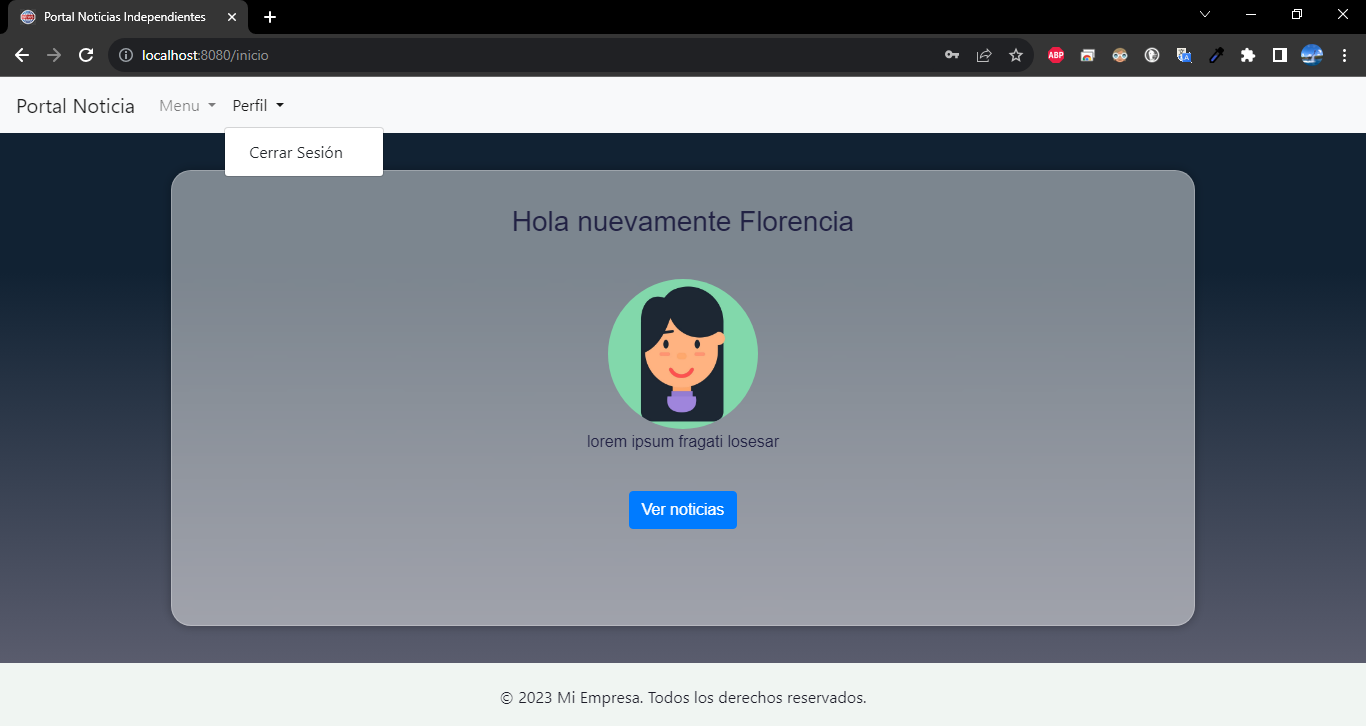 Portal Noticias Independientes
localhost:8080/inicio
ABP
Portal Noticia Menu Perfil
Cerrar Sesión
Hola nuevamente Florencia
lorem ipsum fragati losesar
Ver noticias
© 2023 Mi Empresa. Todos los derechos reservados.